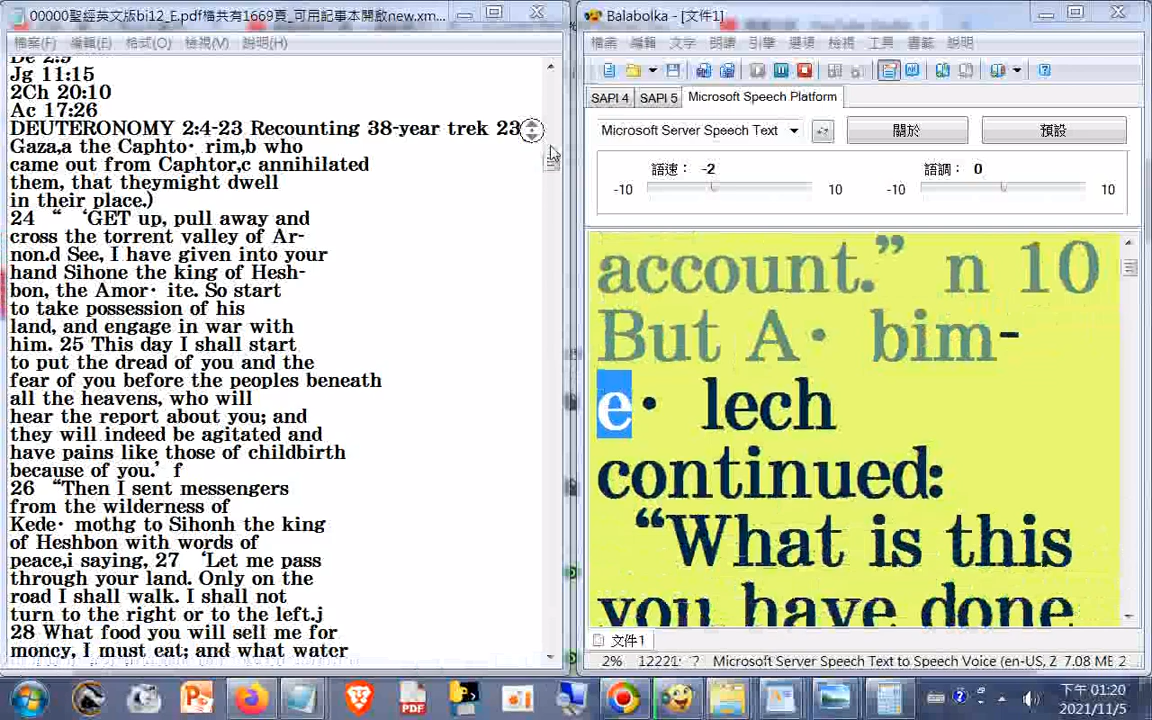 00000聖經英文版bi12_E.pdf檔共有1669頁_可用記事本開啟new.xm...
檔案(F) 編輯(E) 格式(O) 檢視(V) 說明(H)
De 2:9
Jg 11:15
2Ch 20:10
Ac 17:26
DEUTERONOMY 2:4-23 Recounting 38-year trek 23
Gaza,a the Caphto· rim,b who
came out from Caphtor,c annihilated
them, that theymight dwell
in their place.)
24 “ ‘GET up, pull away and
cross the torrent valley of Ar-
non.d See, I have given into your
hand Sihone the king of Hesh-
bon, the Amor· ite. So start
to take possession of his
land, and engage in war with
him. 25 This day I shall start
to put the dread of you and the
fear of you before the peoples beneath
all the heavens, who will
hear the report about you; and
they will indeed be agitated and
have pains like those of childbirth
because of you.’ f
26 “Then I sent messengers
from the wilderness of
Kede· mothg to Sihonh the king
of Heshbon with words of
peace,i saying, 27 ‘Let me pass
through your land. Only on the
road I shall walk. I shall not
turn to the right or to the left.j
28 What food you will sell me for
money, I must eat; and what water
Balabolka - [文件1]
檔案 編輯 文字 朗讀 引擎 選項 檢視 工具 書籤 說明
SAPI 4 SAPI 5 Microsoft Speech Platform
Microsoft Server Speech Text 關於 預設
語速： -2 語調： 0
-10 10 -10 10
account.” n 10
But A· bim-
e· lech
continued:
“What is this
you have done
文件1
2% 12221: ? Microsoft Server Speech Text to Speech Voice (en-US, Z 7.08 MB 2
PDF
下午 01:20
2021/11/5